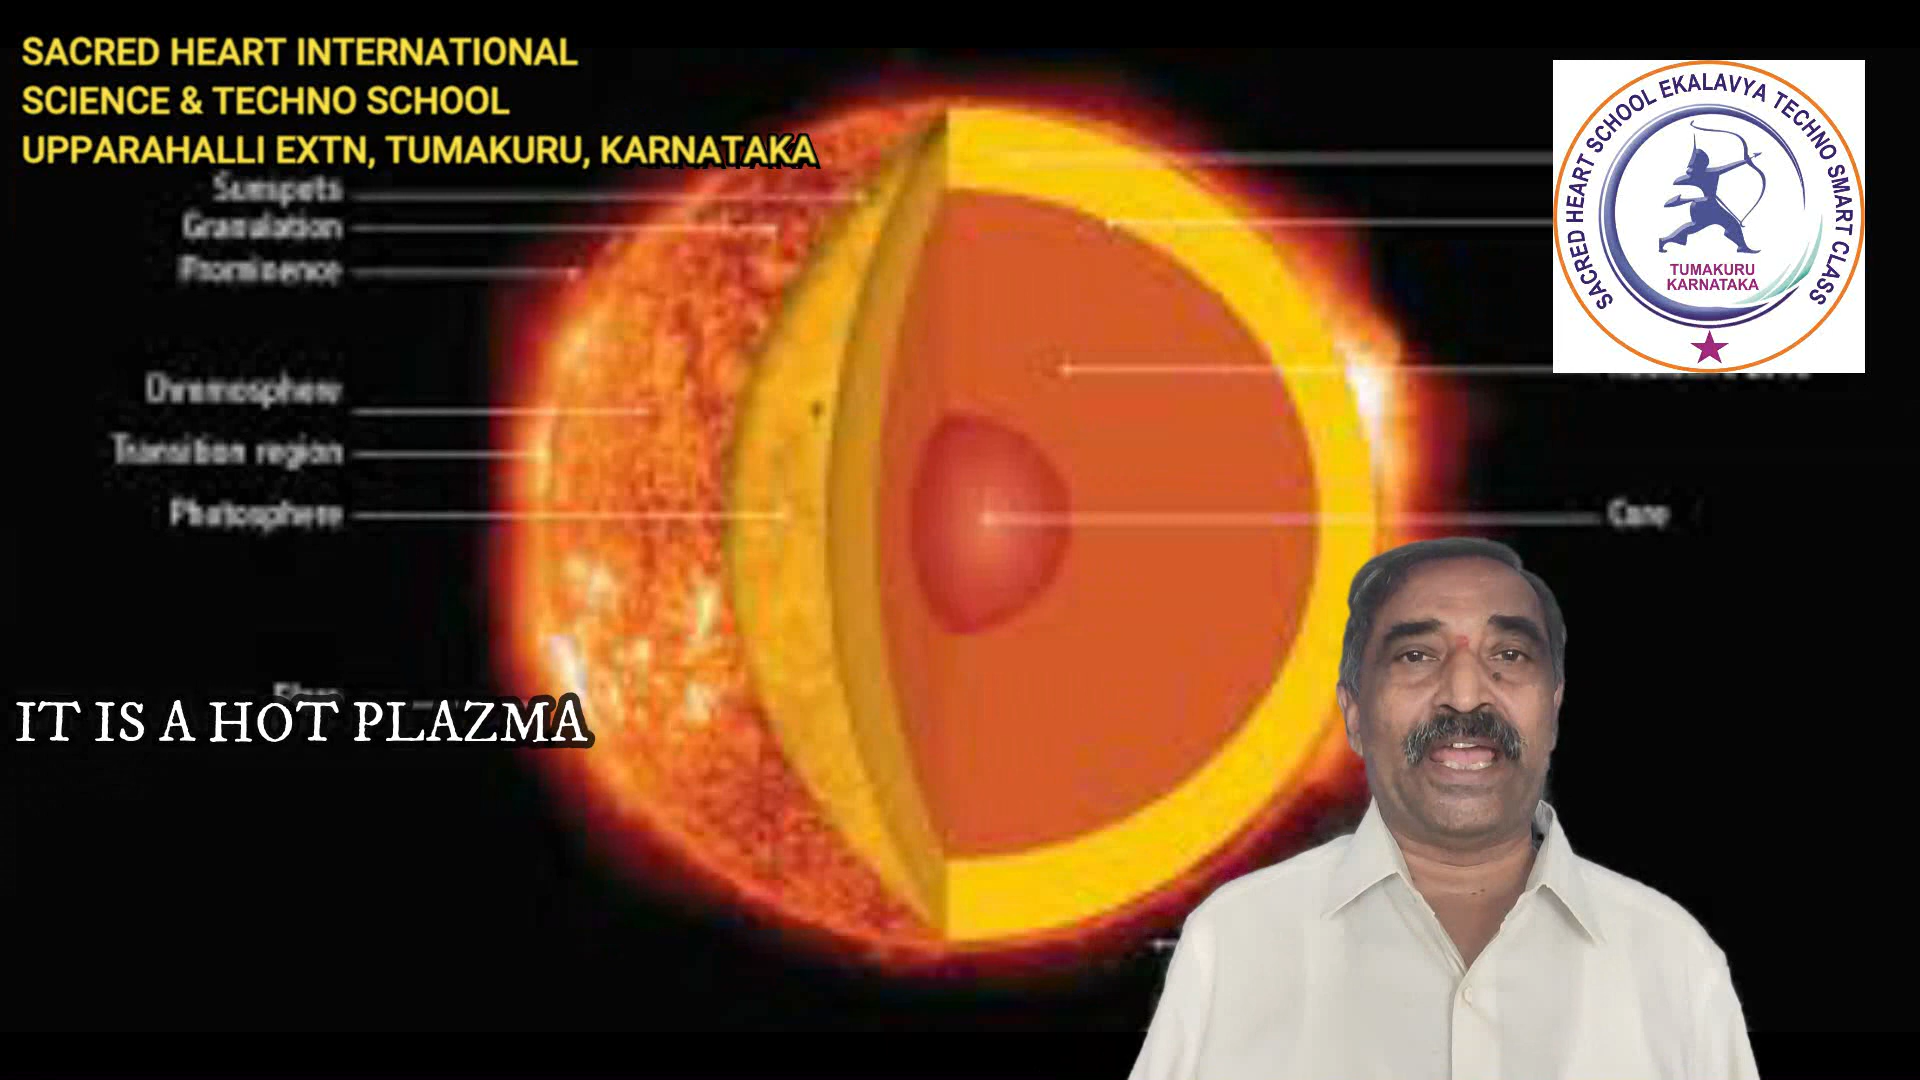 SACRED HEART INTERNATIONAL
SCIENCE & TECHNO SCHOOL
UPPARAHALLI EXTN, TUMAKURU, KARNATAKA
SACRED HEART SCHOOL EKALAVYA TECHNO SMART CLASS
TUMAKURU
KARNATAKA
Sunspots
Granulation
Prominence
Chromosphere
Transition region
Photosphere
Core
IT IS A HOT PLAZMA